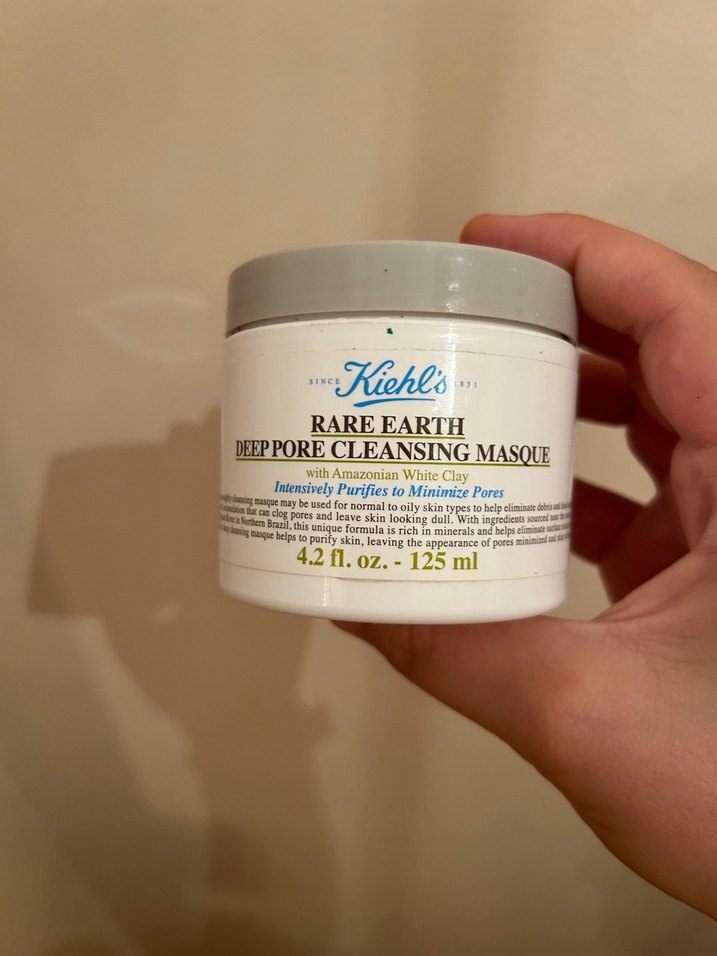 SINCE Kiehl's 1851
RARE EARTH
DEEP PORE CLEANSING MASQUE
with Amazonian White Clay
Intensively Purifies to Minimize Pores
cleansing masque may be used for normal to oily skin types to help eliminate debris and
that can clog pores and leave skin looking dull. With ingredients sourced near the
River in Northern Brazil, this unique formula is rich in minerals and helps eliminate surface
cleansing masque helps to purify skin, leaving the appearance of pores minimized and skin
4.2 fl. oz. - 125 ml